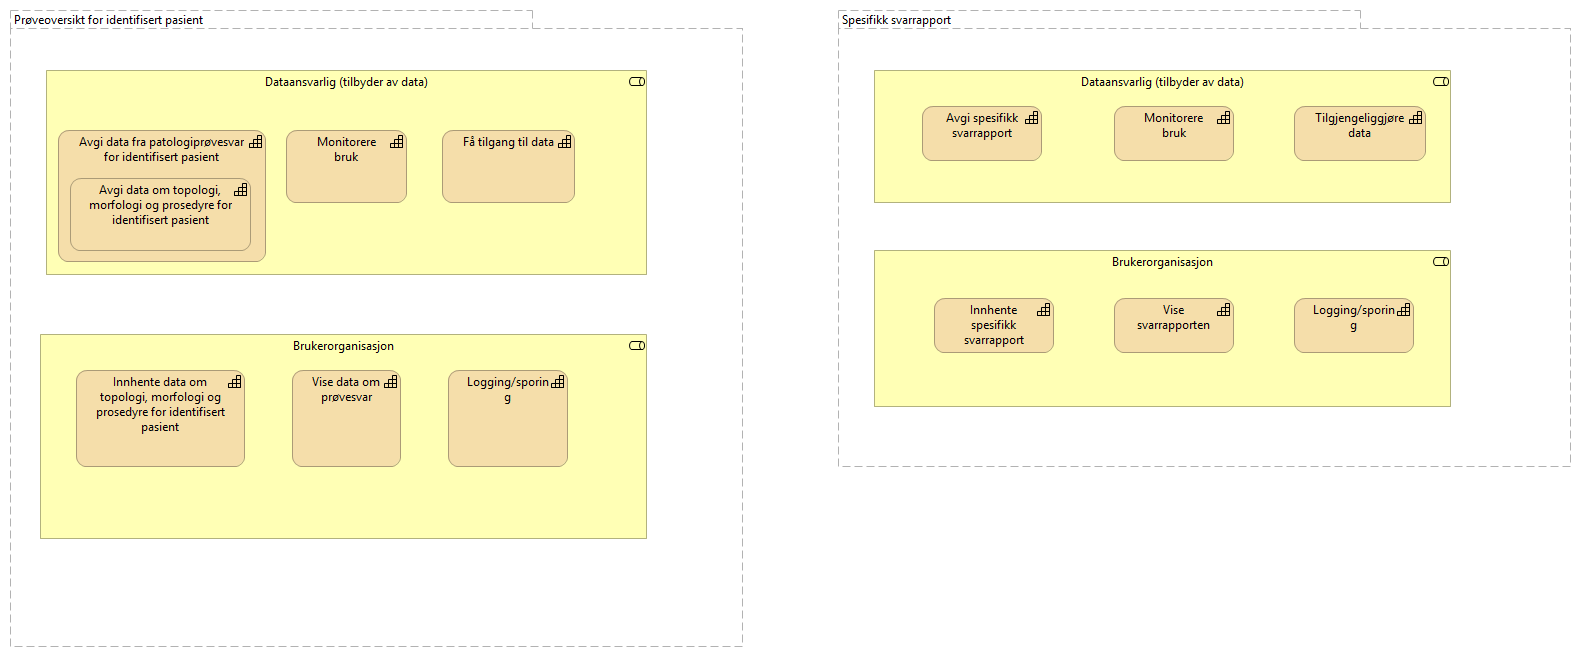 Prøveoversikt for identifisert pasient
Dataansvarlig (tilbyder av data)
Avgi data fra patologiprøvesvar
for identifisert pasient
Avgi data om topologi,
morfologi og prosedyre for
identifisert pasient
Monitorere
bruk
Få tilgang til data
Brukerorganisasjon
Innhente data om
topologi, morfologi og
prosedyre for identifisert
pasient
Vise data om
prøvesvar
Logging/sporin
g
Spesifikk svarrapport
Dataansvarlig (tilbyder av data)
Avgi spesifikk
svarrapport
Monitorere
bruk
Tilgjengeliggjøre
data
Brukerorganisasjon
Innhente
spesifikk
svarrapport
Vise
svarrapporten
Logging/sporin
g